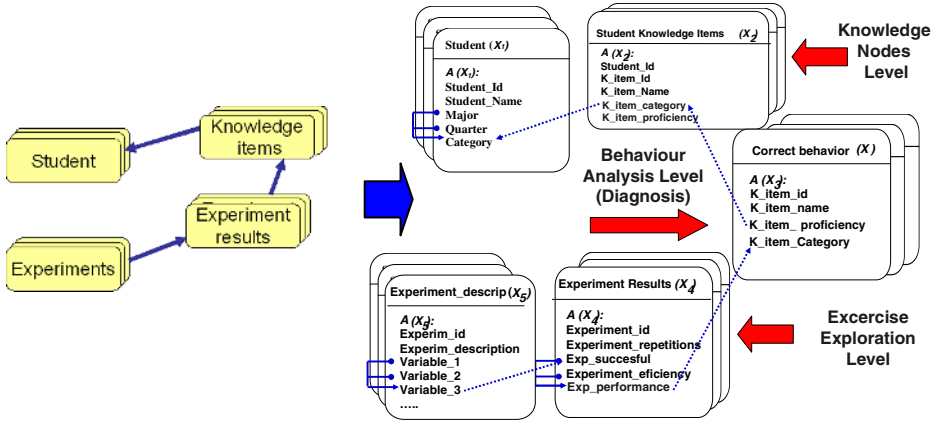 Student
Knowledge
items
Experiment
results
Experiments
Student (X1)
A (X1):
Student_Id
Student_Name
Major
Quarter
Category
Student Knowledge Items (X2)
A (X2):
Student_Id
K_item_Id
K_item_Name
K_item_category
K_item_proficiency
Knowledge
Nodes
Level
Behaviour
Analysis Level
(Diagnosis)
Correct behavior (X)
A (X3):
K_item_id
K_item_name
K_item_ proficiency
K_item_Category
Experiment_descrip (X5)
A (X5):
Experim_id
Experim_description
Variable_1
Variable_2
Variable_3
.....
Experiment Results (X4)
A (X4):
Experiment_id
Experiment_repetitions
Exp_succesful
Experiment_eficiency
Exp_performance
Excercise
Exploration
Level